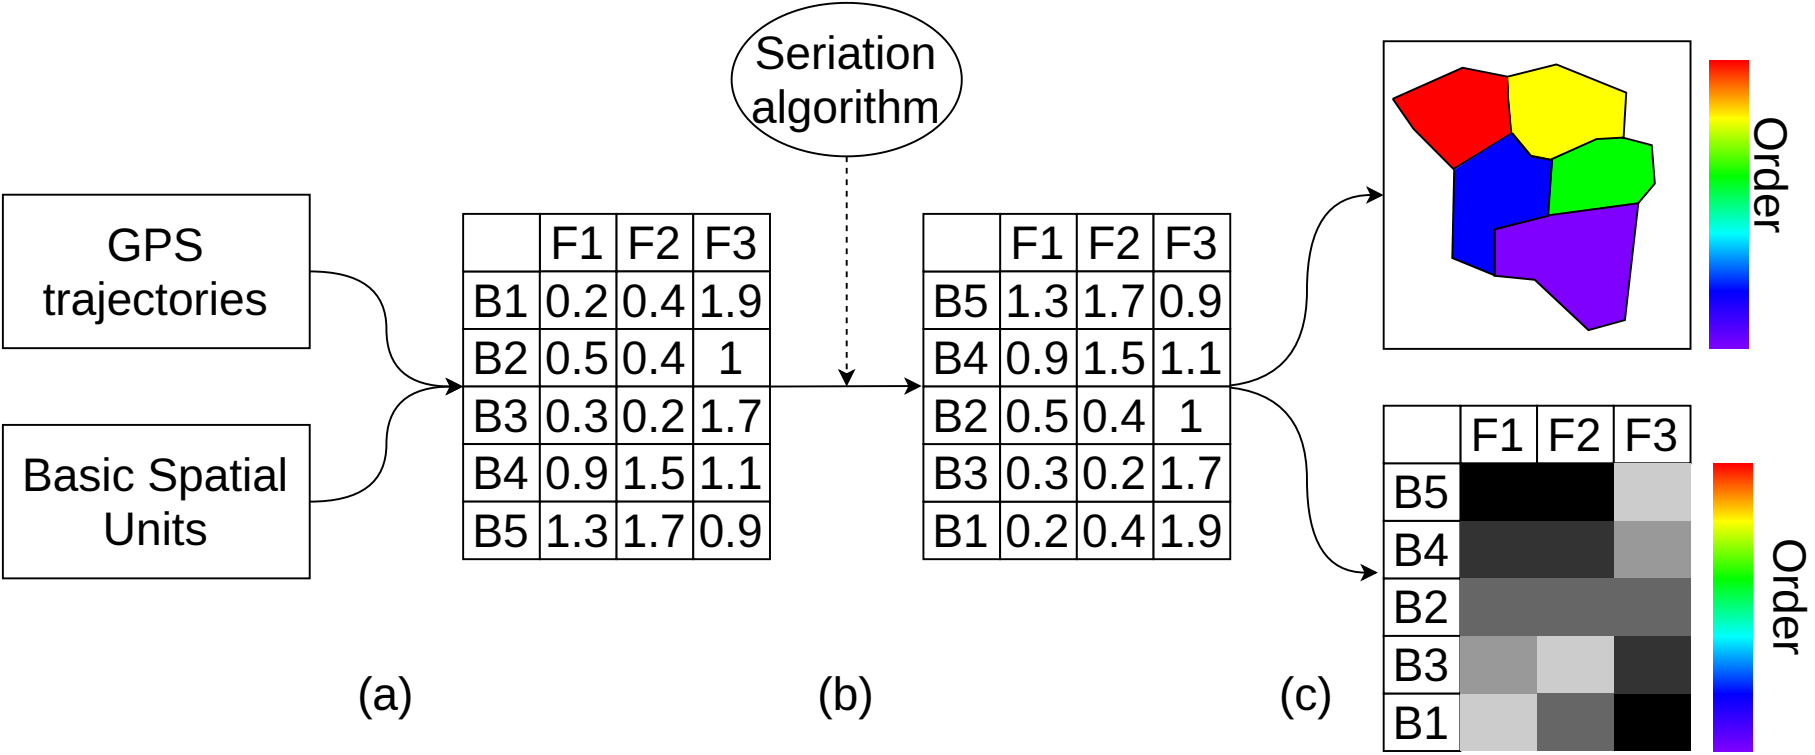 Seriation
algorithm
GPS
trajectories
Basic Spatial
Units
F1 F2 F3
B1 0.2 0.4 1.9
B2 0.5 0.4 1
B3 0.3 0.2 1.7
B4 0.9 1.5 1.1
B5 1.3 1.7 0.9
F1 F2 F3
B5 1.3 1.7 0.9
B4 0.9 1.5 1.1
B2 0.5 0.4 1
B3 0.3 0.2 1.7
B1 0.2 0.4 1.9
Order
F1 F2 F3
B5
B4
B2
B3
B1
Order
(a)
(b)
(c)